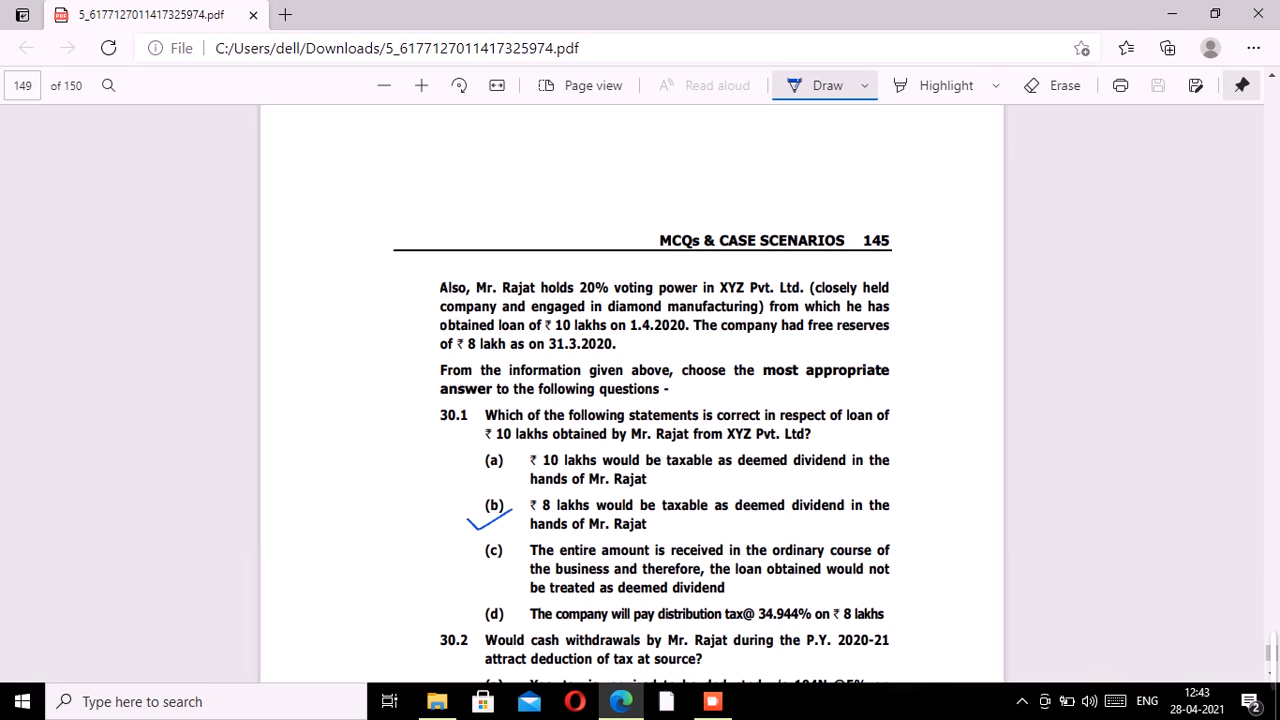 5_6177127011417325974.pdf
File
C:/Users/dell/Downloads/5_6177127011417325974.pdf
149 of 150
Page view
Read aloud
Draw
Highlight
Erase
MCQs & CASE SCENARIOS 145
Also, Mr. Rajat holds 20% voting power in XYZ Pvt. Ltd. (closely held
company and engaged in diamond manufacturing) from which he has
obtained loan of ₹ 10 lakhs on 1.4.2020. The company had free reserves
of ₹ 8 lakh as on 31.3.2020.
From the information given above, choose the most appropriate
answer to the following questions -
30.1 Which of the following statements is correct in respect of loan of
₹ 10 lakhs obtained by Mr. Rajat from XYZ Pvt. Ltd?
(a) ₹ 10 lakhs would be taxable as deemed dividend in the
hands of Mr. Rajat
(b) ₹ 8 lakhs would be taxable as deemed dividend in the
hands of Mr. Rajat
(c) The entire amount is received in the ordinary course of
the business and therefore, the loan obtained would not
be treated as deemed dividend
(d) The company will pay distribution tax@ 34.944% on ₹ 8 lakhs
30.2 Would cash withdrawals by Mr. Rajat during the P.Y. 2020-21
attract deduction of tax at source?
Type here to search
ENG
12:43
28-04-2021
2